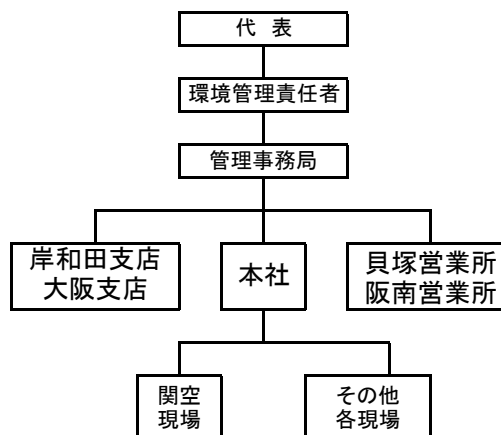 代 表
環境管理責任者
管理事務局
岸和田支店
大阪支店
本社
貝塚営業所
阪南営業所
関空
現場
その他
各現場